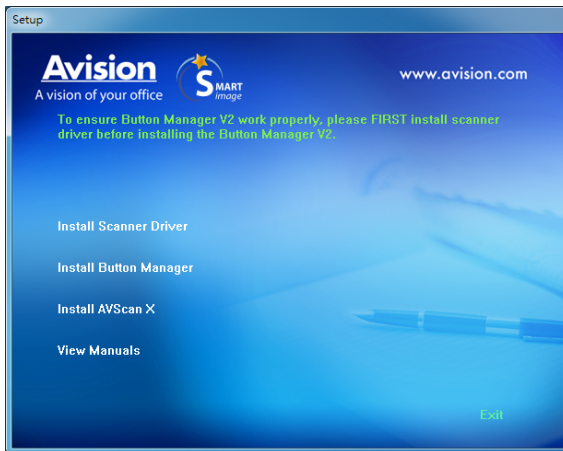 Setup
Avision
A vision of your office
SMART
image
www.avision.com
To ensure Button Manager V2 work properly, please FIRST install scanner
driver before installing the Button Manager V2.
Install Scanner Driver
Install Button Manager
Install AVScan X
View Manuals
Exit